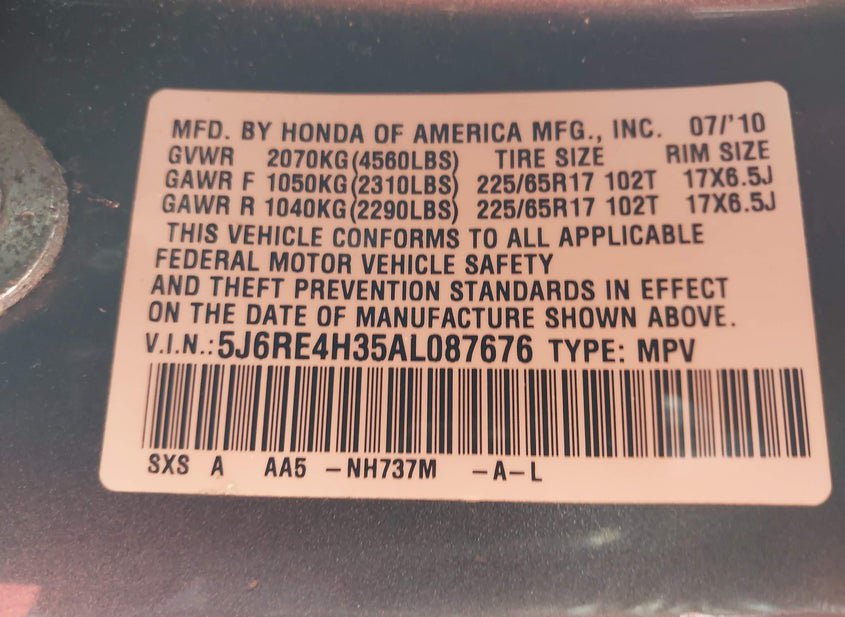 MFD. BY HONDA OF AMERICA MFG., INC. 07/'10
GVWR 2070KG(4560LBS) TIRE SIZE RIM SIZE
GAWR F 1050KG(2310LBS) 225/65R17 102T 17X6.5J
GAWR R 1040KG(2290LBS) 225/65R17 102T 17X6.5J
THIS VEHICLE CONFORMS TO ALL APPLICABLE
FEDERAL MOTOR VEHICLE SAFETY
AND THEFT PREVENTION STANDARDS IN EFFECT
ON THE DATE OF MANUFACTURE SHOWN ABOVE.
V.I.N.:5J6RE4H35AL087676 TYPE: MPV
SXS A AA5 -NH737M -A-L